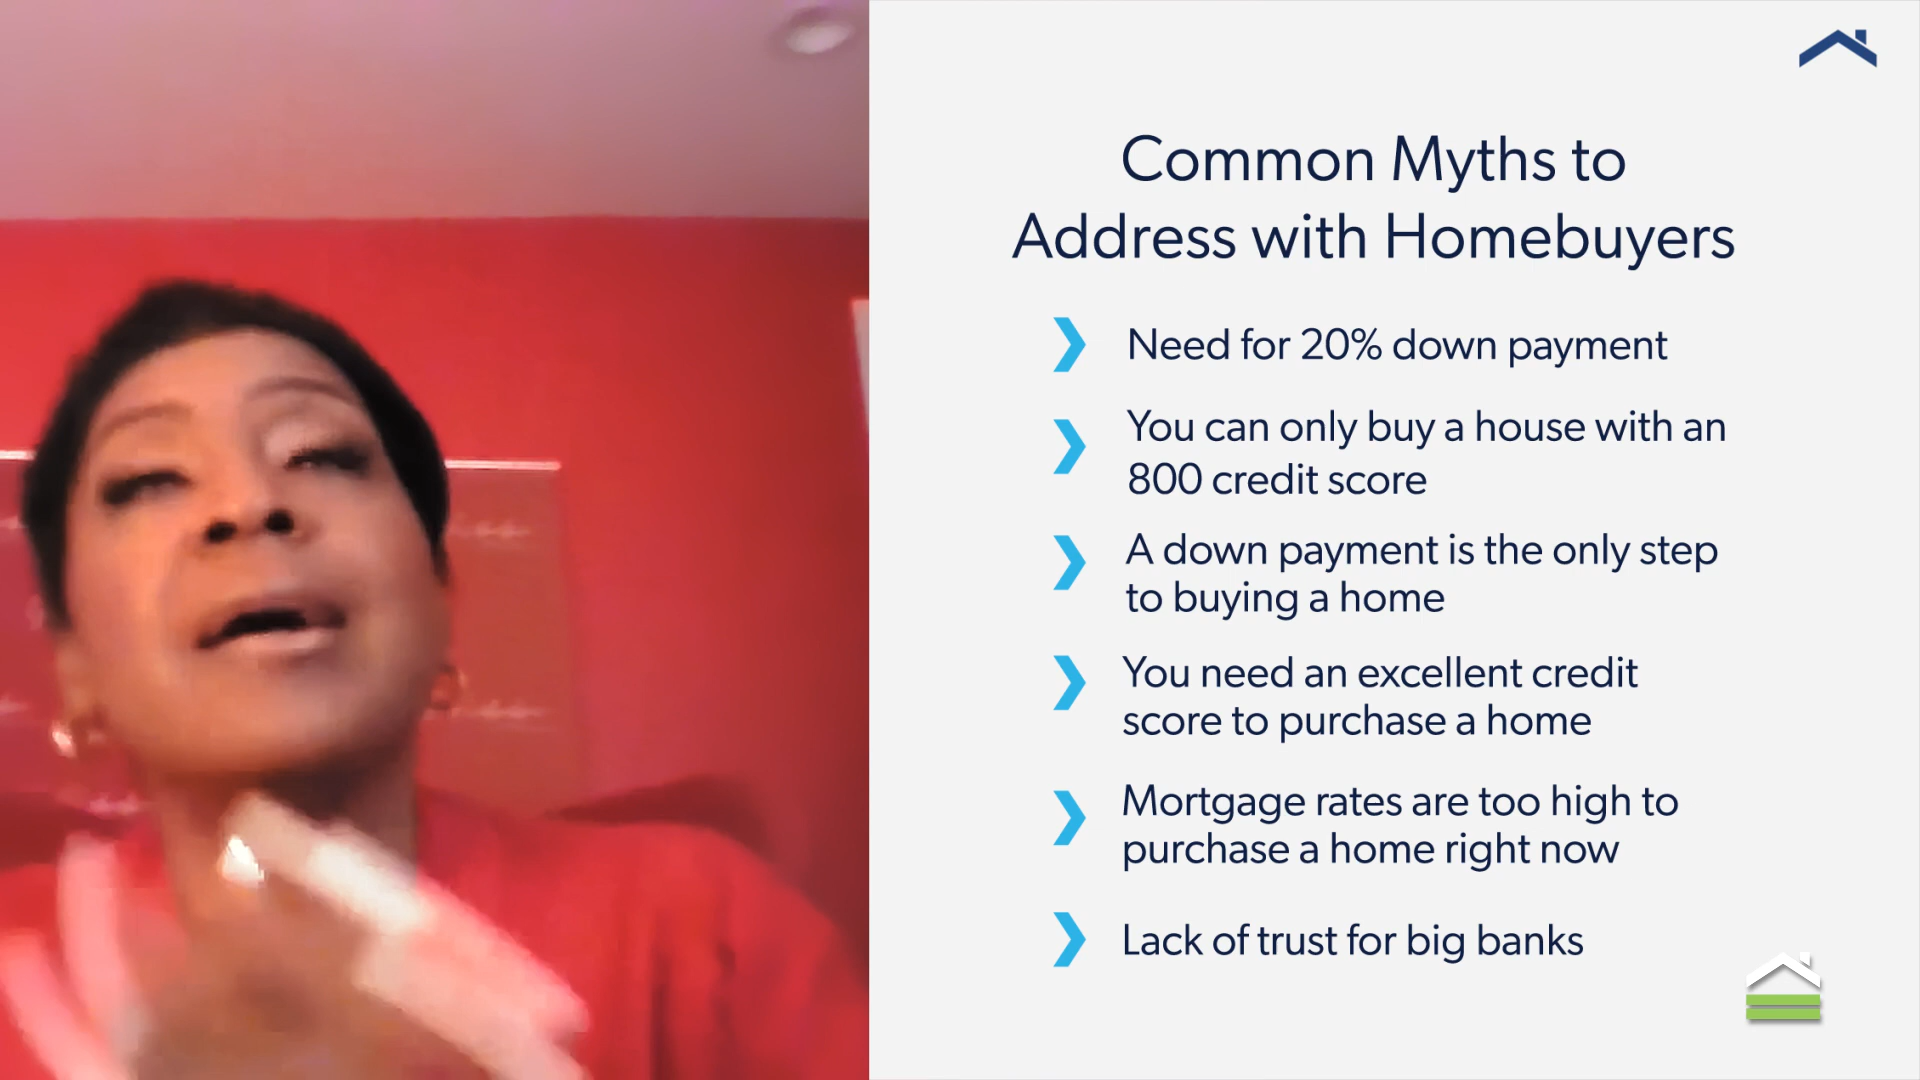 Common Myths to
Address with Homebuyers
Need for 20% down payment
You can only buy a house with an
800 credit score
A down payment is the only step
to buying a home
You need an excellent credit
score to purchase a home
Mortgage rates are too high to
purchase a home right now
Lack of trust for big banks